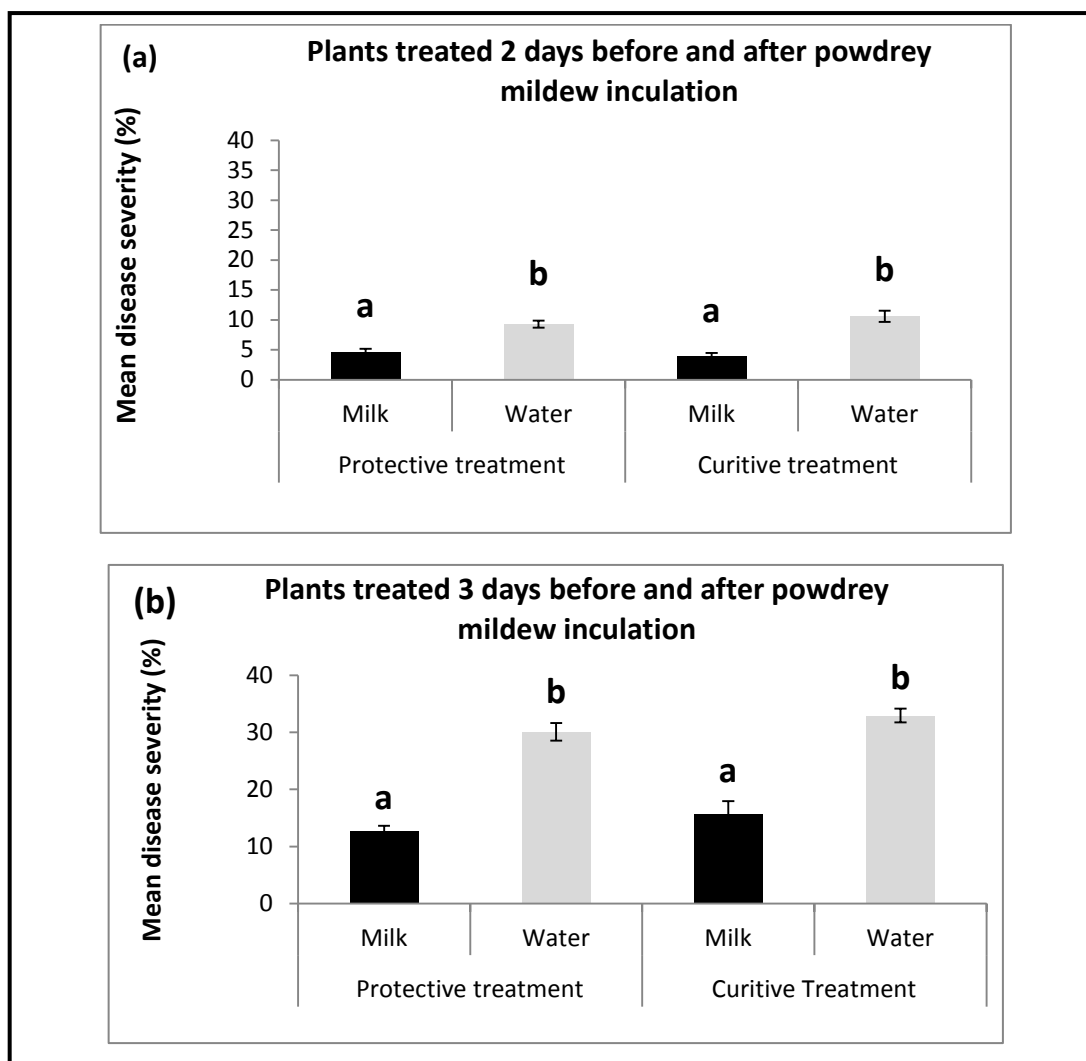 (a)
Plants treated 2 days before and after powdrey
mildew inculation
Mean disease severity (%)
40
35
30
25
20
15
10
5
0
a
b
a
b
Milk Water Milk Water
Protective treatment Curitive treatment
(b)
Plants treated 3 days before and after powdrey
mildew inculation
Mean disease severity (%)
40
30
20
10
0
a
b
a
b
Milk Water Milk Water
Protective treatment Curitive Treatment